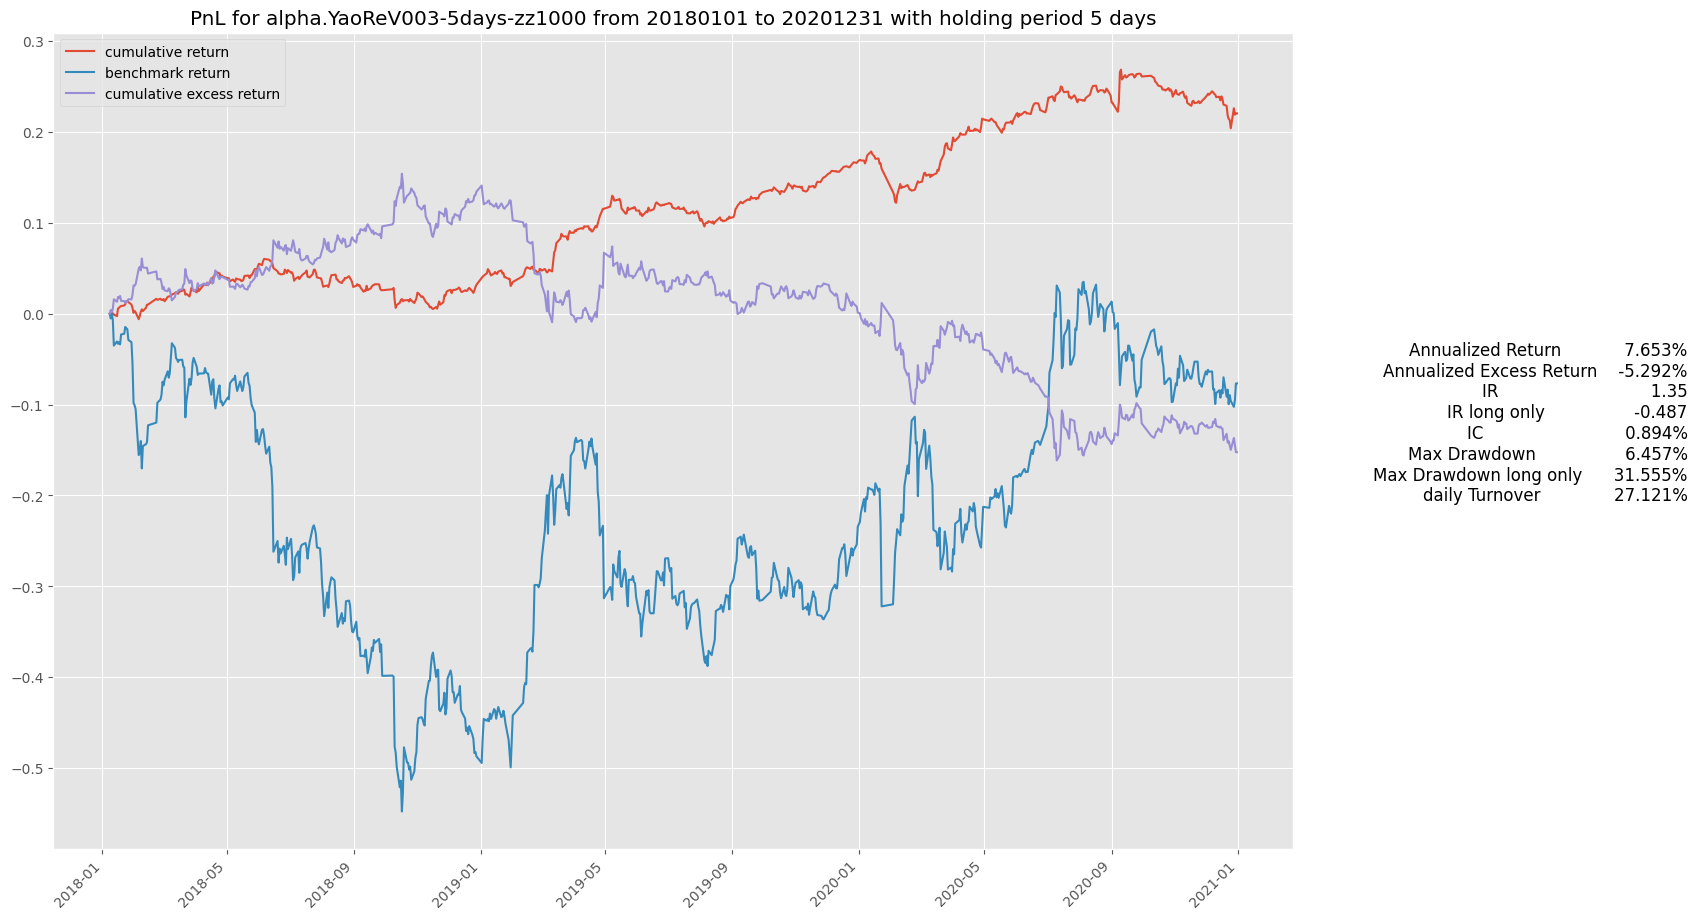 PnL for alpha.YaoReV003-5days-zz1000 from 20180101 to 20201231 with holding period 5 days
cumulative return
benchmark return
cumulative excess return
0.3
0.2
0.1
0.0
−0.1
−0.2
−0.3
−0.4
−0.5
2018-01
2018-05
2018-09
2019-01
2019-05
2019-09
2020-01
2020-05
2020-09
2021-01
Annualized Return 7.653%
Annualized Excess Return -5.292%
IR 1.35
IR long only -0.487
IC 0.894%
Max Drawdown 6.457%
Max Drawdown long only 31.555%
daily Turnover 27.121%